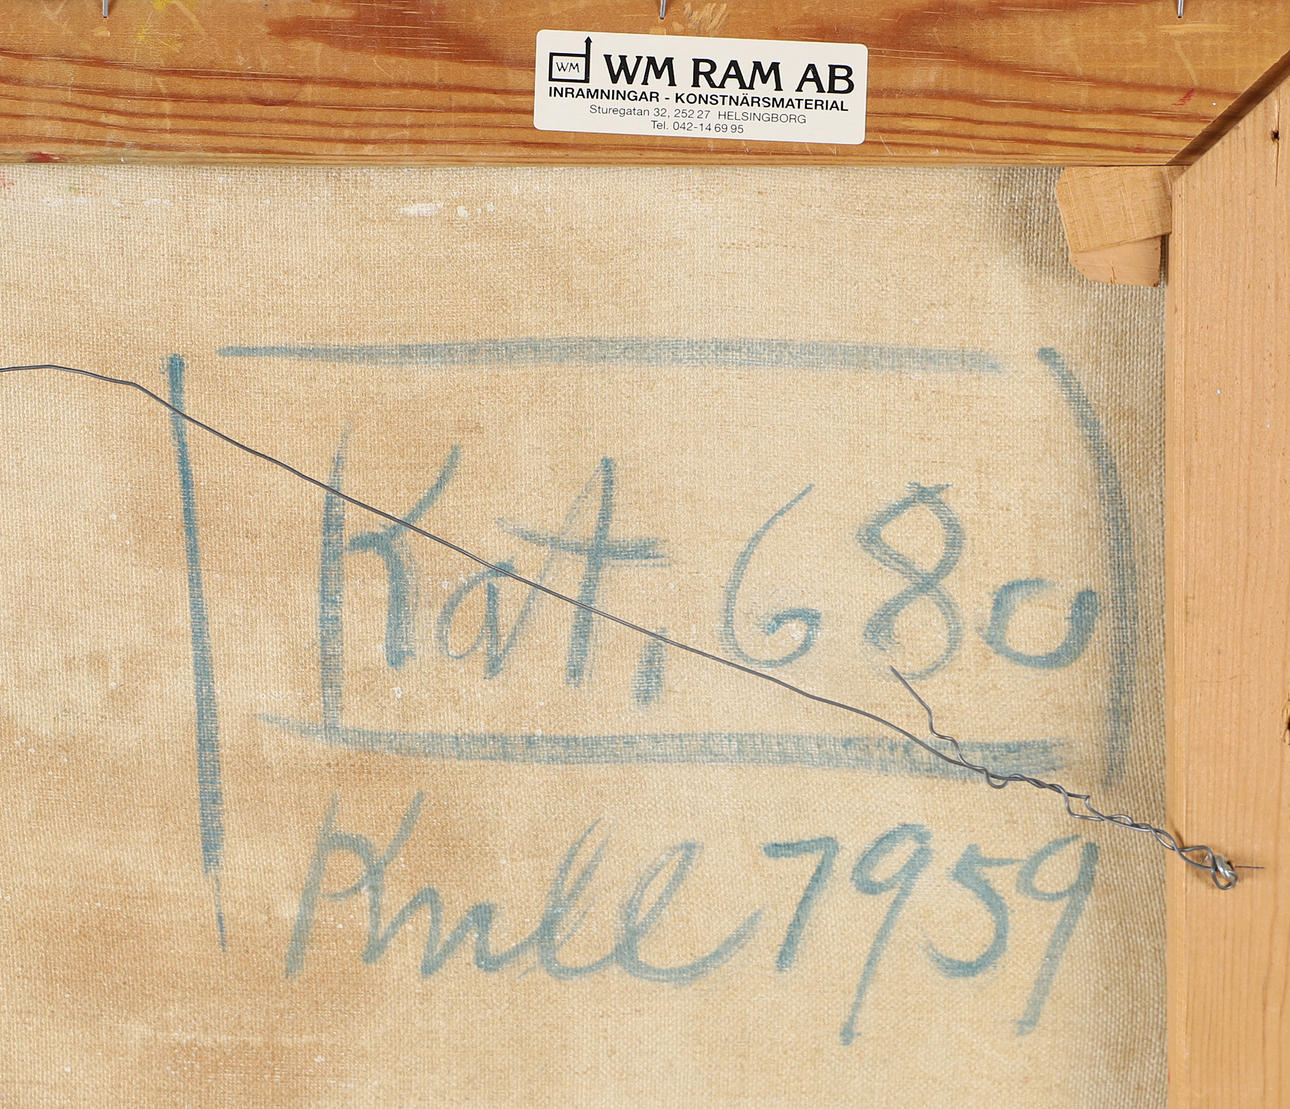 WM
WM RAM AB
INRAMNINGAR - KONSTNÄRSMATERIAL
Sturegatan 32, 252 27 HELSINGBORG
Tel. 042-14 69 95
Kat, 680
1959